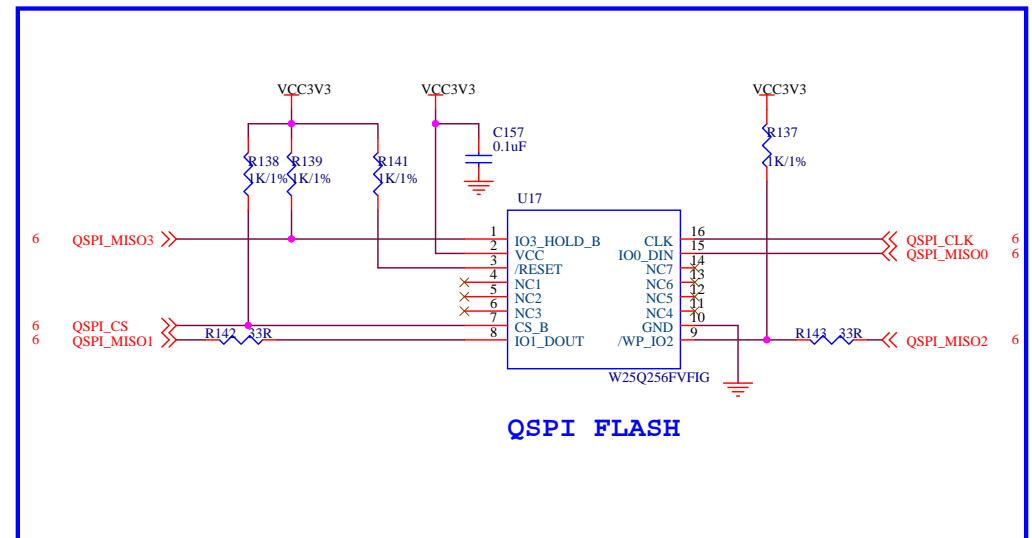 VCC3V3
VCC3V3
VCC3V3
C157
0.1uF
R137
1K/1%
R138
1K/1%
R139
1K/1%
R141
1K/1%
U17
6 QSPI_MISO3
1 IO3_HOLD_B
CLK 16
QSPI_CLK 6
2 VCC
IO0_DIN 15
QSPI_MISO0 6
3 /RESET
NC7 14
4 NC1
NC6 13
5 NC2
NC5 12
6 NC3
NC4 11
6 QSPI_CS
7 CS_B
GND 10
6 QSPI_MISO1
R142 33R
8 IO1_DOUT
/WP_IO2 9
R143 33R
QSPI_MISO2 6
W25Q256FVFIG
QSPI FLASH